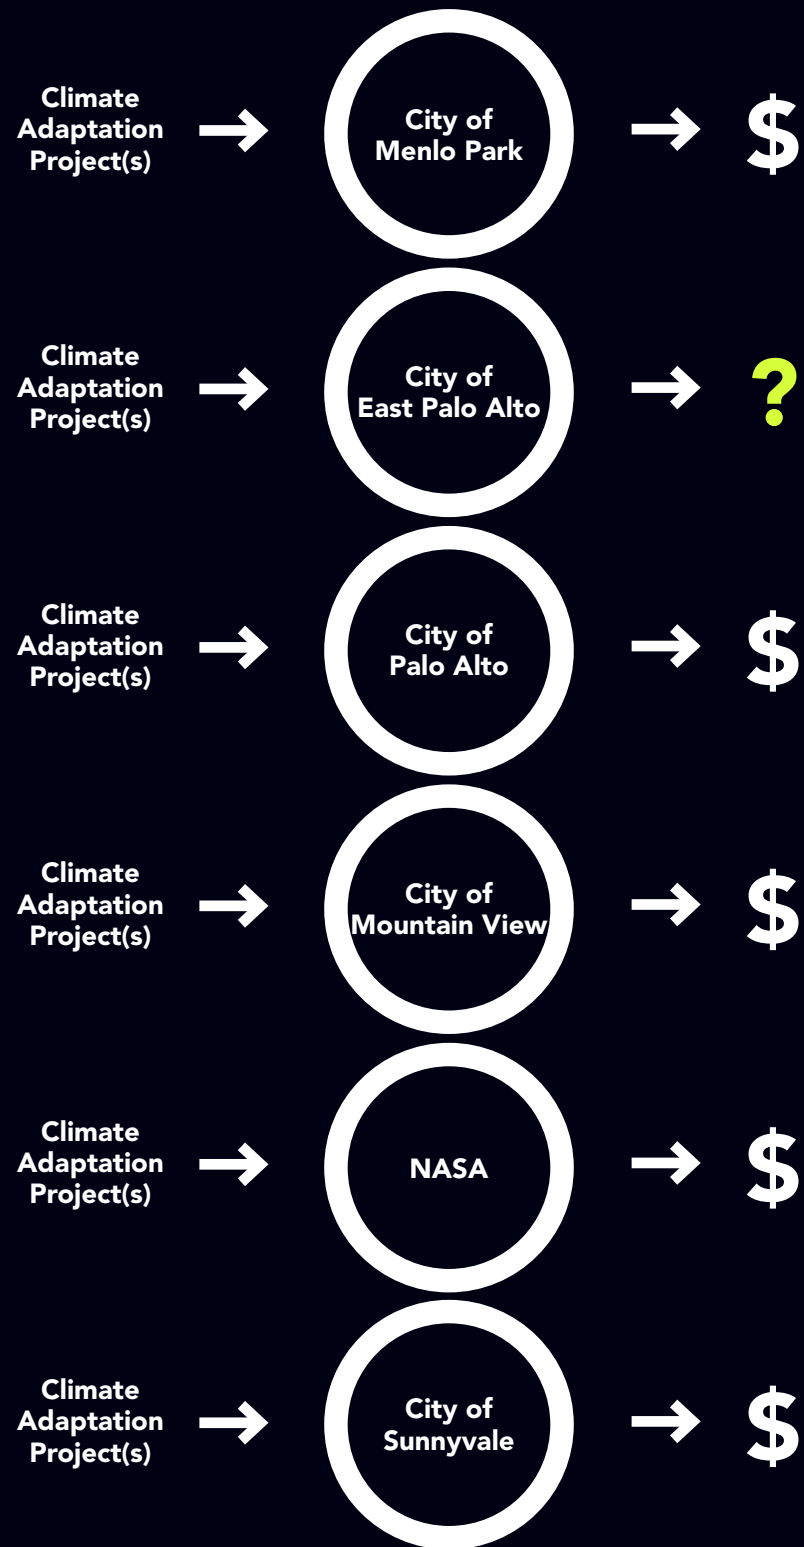 Climate
Adaptation
Project(s)
City of
Menlo Park
$
Climate
Adaptation
Project(s)
City of
East Palo Alto
?
Climate
Adaptation
Project(s)
City of
Palo Alto
$
Climate
Adaptation
Project(s)
City of
Mountain View
$
Climate
Adaptation
Project(s)
NASA
$
Climate
Adaptation
Project(s)
City of
Sunnyvale
$